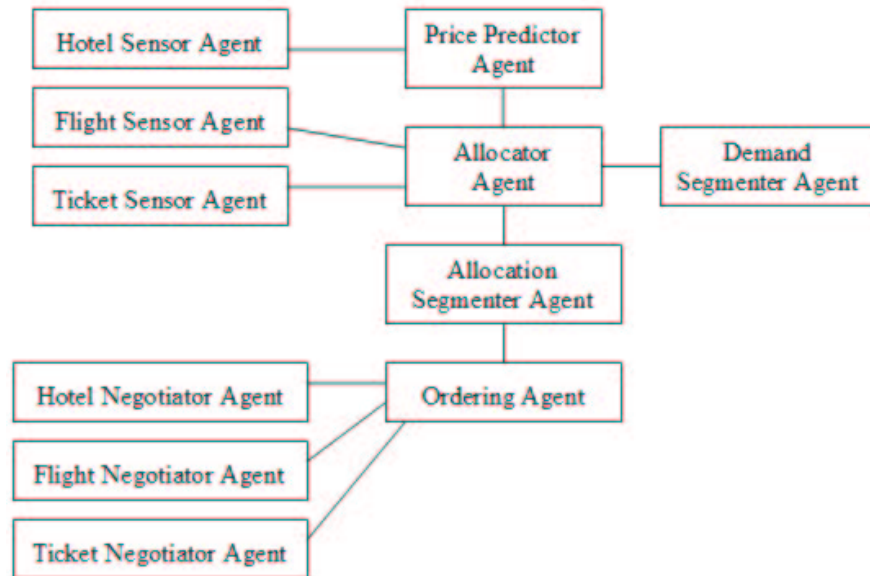 Hotel Sensor Agent
Price Predictor
Agent
Flight Sensor Agent
Allocator
Agent
Demand
Segmenter Agent
Ticket Sensor Agent
Allocation
Segmenter Agent
Hotel Negotiator Agent
Ordering Agent
Flight Negotiator Agent
Ticket Negotiator Agent